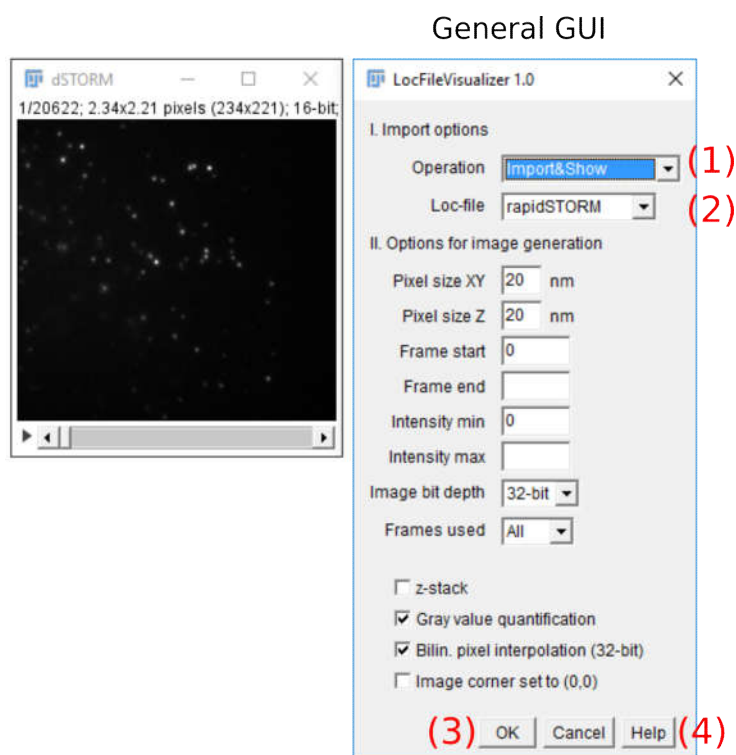 General GUI
dSTORM
1/20622; 2.34x2.21 pixels (234x221); 16-bit;
LocFileVisualizer 1.0
I. Import options
Operation Import&Show (1)
Loc-file rapidSTORM (2)
II. Options for image generation
Pixel size XY 20 nm
Pixel size Z 20 nm
Frame start 0
Frame end
Intensity min 0
Intensity max
Image bit depth 32-bit
Frames used All
z-stack
Gray value quantification
Bilin. pixel interpolation (32-bit)
Image corner set to (0,0)
(3) OK Cancel Help (4)